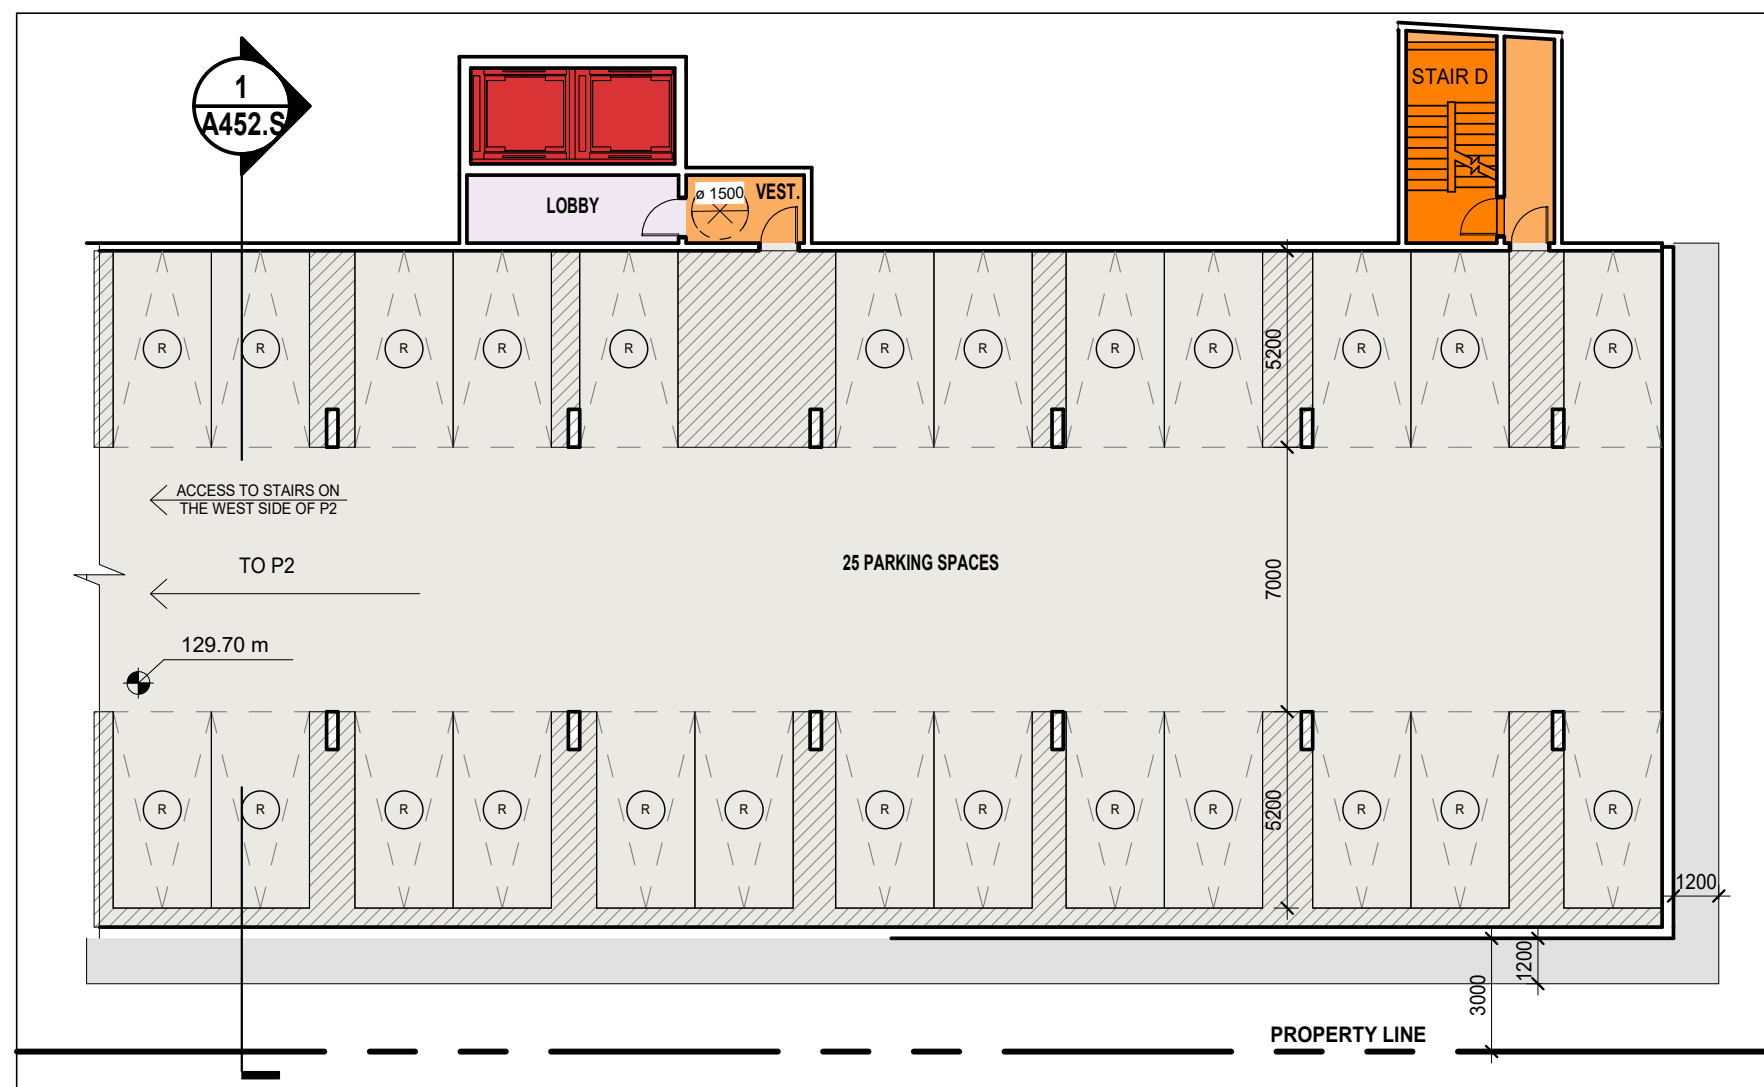 1
A452.S
STAIR D
LOBBY
ø 1500
VEST.
R R R R R R R R R R R R
5200
ACCESS TO STAIRS ON
THE WEST SIDE OF P2
TO P2
25 PARKING SPACES
7000
129.70 m
R R R R R R R R R R R R R
5200
1200
1200
3000
PROPERTY LINE